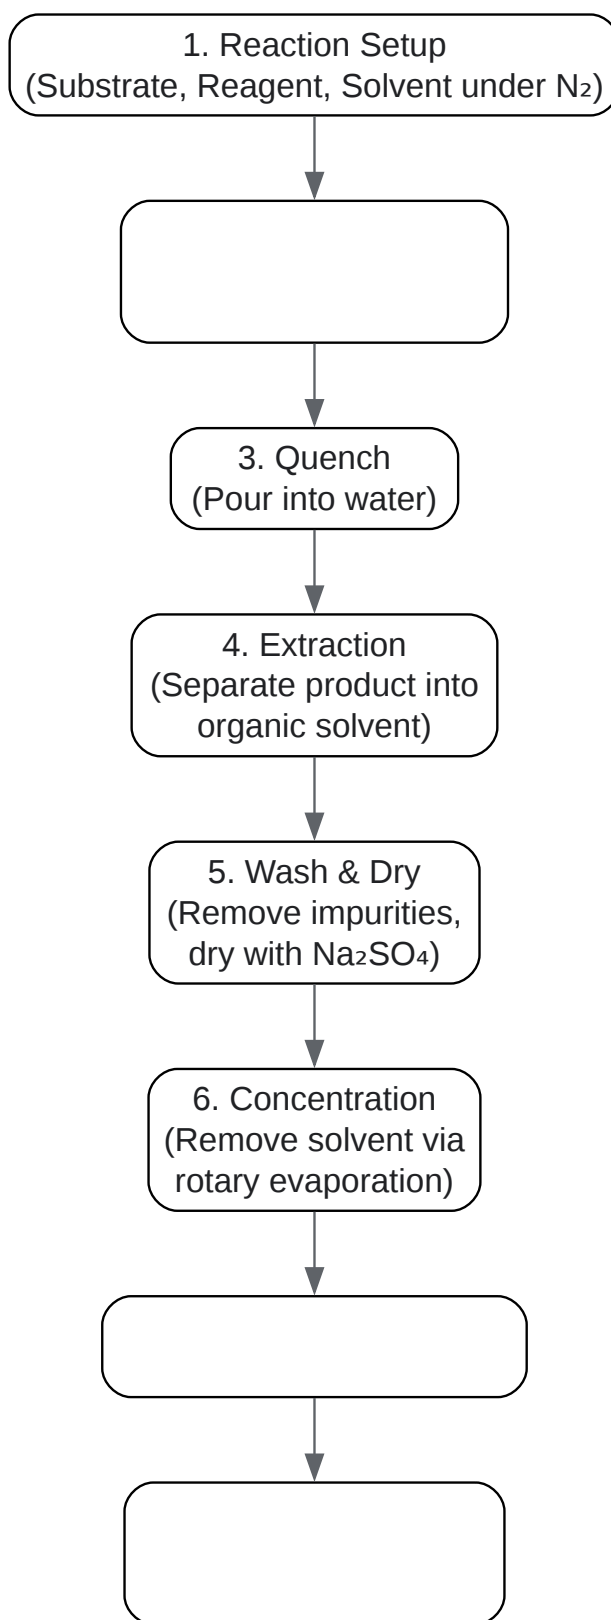 1. Reaction Setup
(Substrate, Reagent, Solvent under N₂)
3. Quench
(Pour into water)
4. Extraction
(Separate product into
organic solvent)
5. Wash & Dry
(Remove impurities,
dry with Na₂SO₄)
6. Concentration
(Remove solvent via
rotary evaporation)